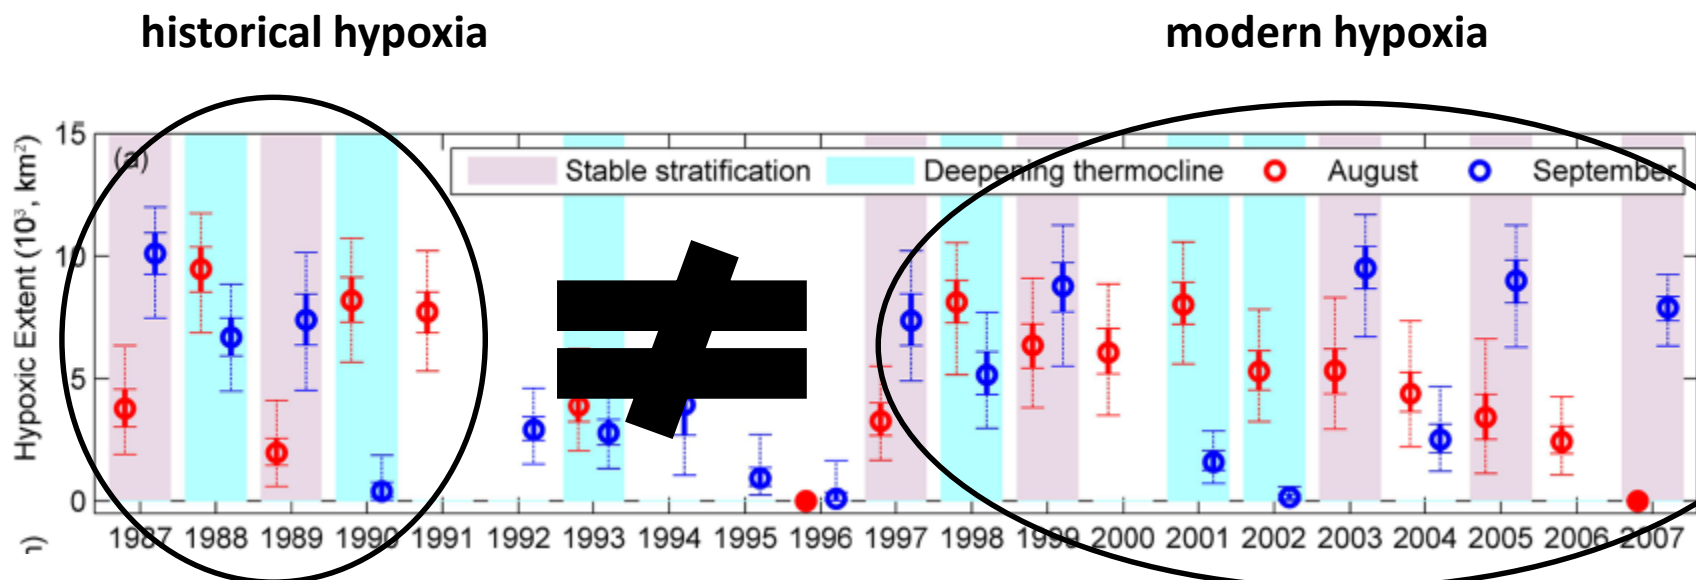 historical hypoxia
modern hypoxia
Hypoxic Extent (10³, km²)
15
10
5
0
(a)
Stable stratification
Deepening thermocline
August
September
1987 1988 1989 1990 1991 1992 1993 1994 1995 1996 1997 1998 1999 2000 2001 2002 2003 2004 2005 2006 2007